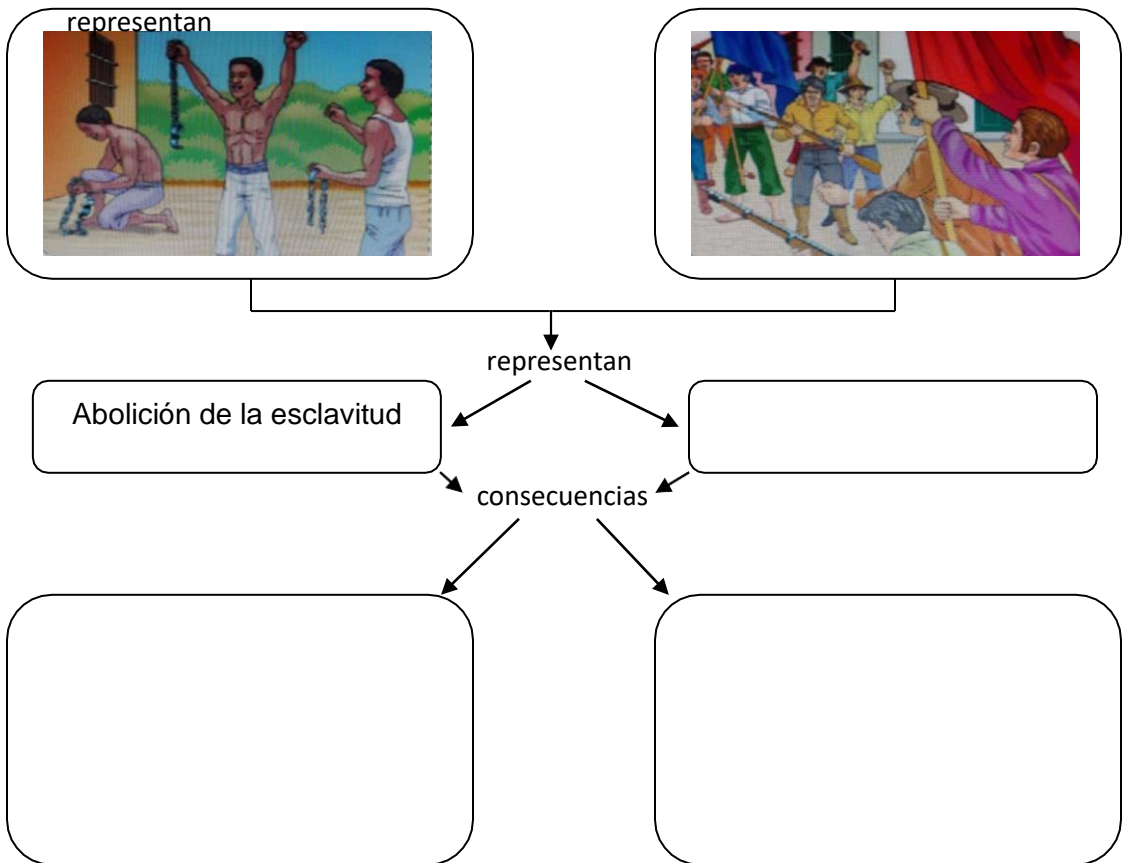 representan
representan
Abolición de la esclavitud
consecuencias